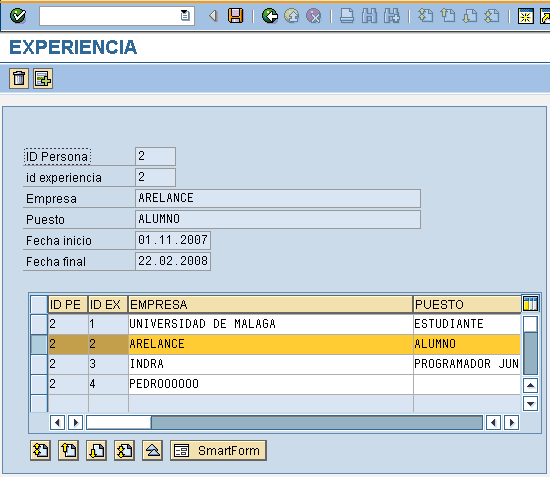 EXPERIENCIA
ID Persona 2
id experiencia 2
Empresa ARELANCE
Puesto ALUMNO
Fecha inicio 01.11.2007
Fecha final 22.02.2008
ID PE ID EX EMPRESA PUESTO
2 1 UNIVERSIDAD DE MALAGA ESTUDIANTE
2 2 ARELANCE ALUMNO
2 3 INDRA PROGRAMADOR JUN
2 4 PEDROOOOOO
SmartForm